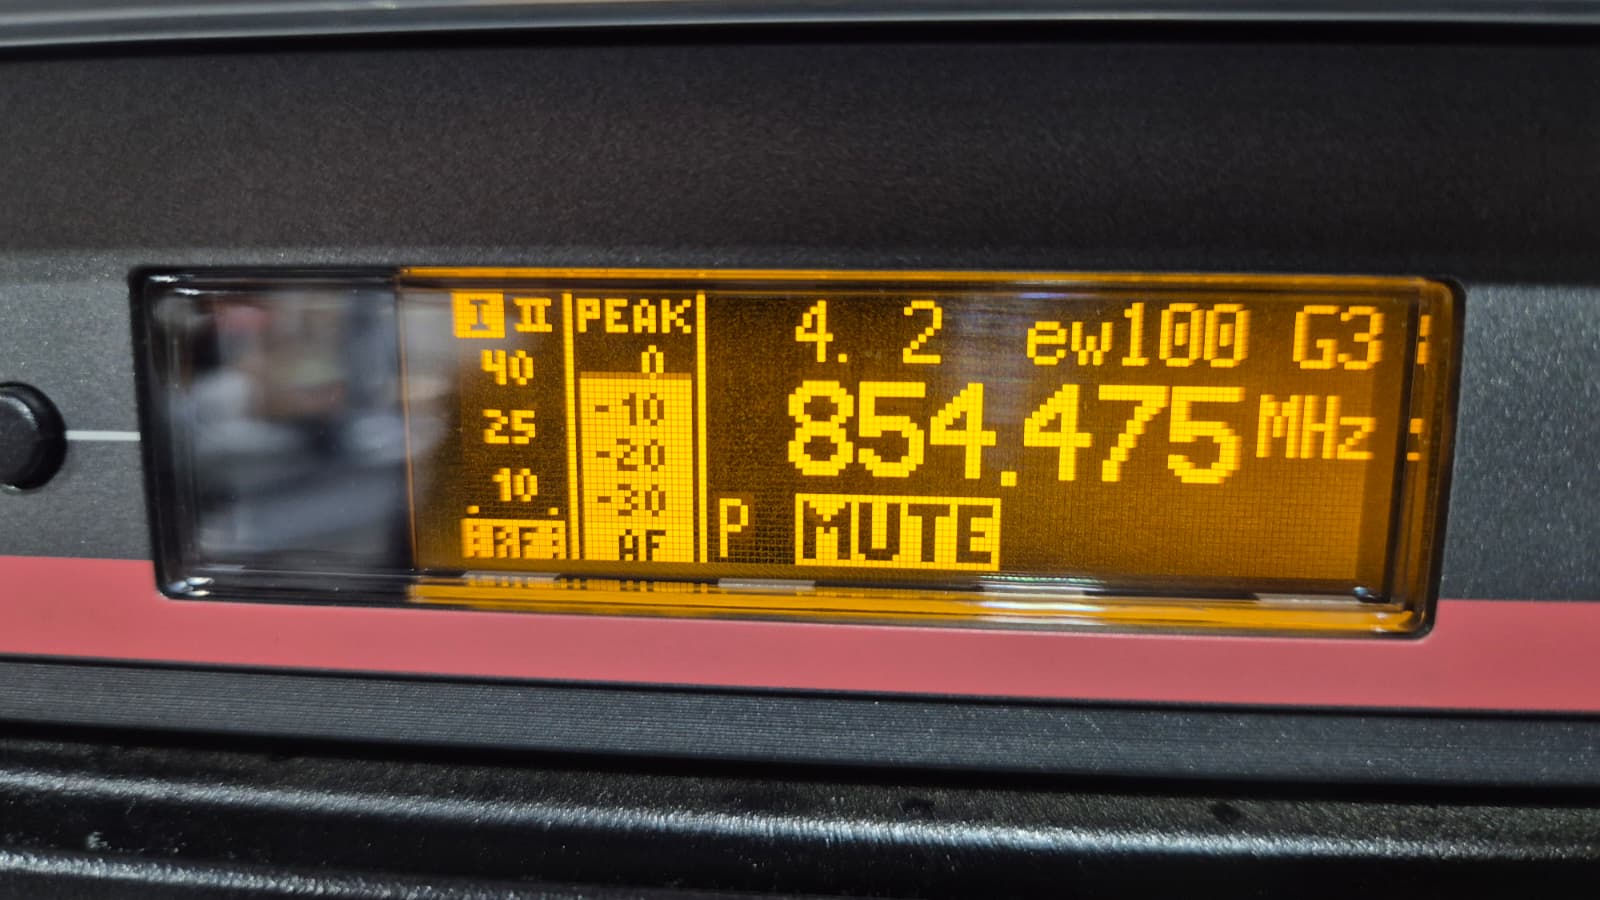 I II PEAK 4. 2 ew100 G3
40 0
854.475 MHz
-10
25
-20
10 -30
P MUTE
RF AF